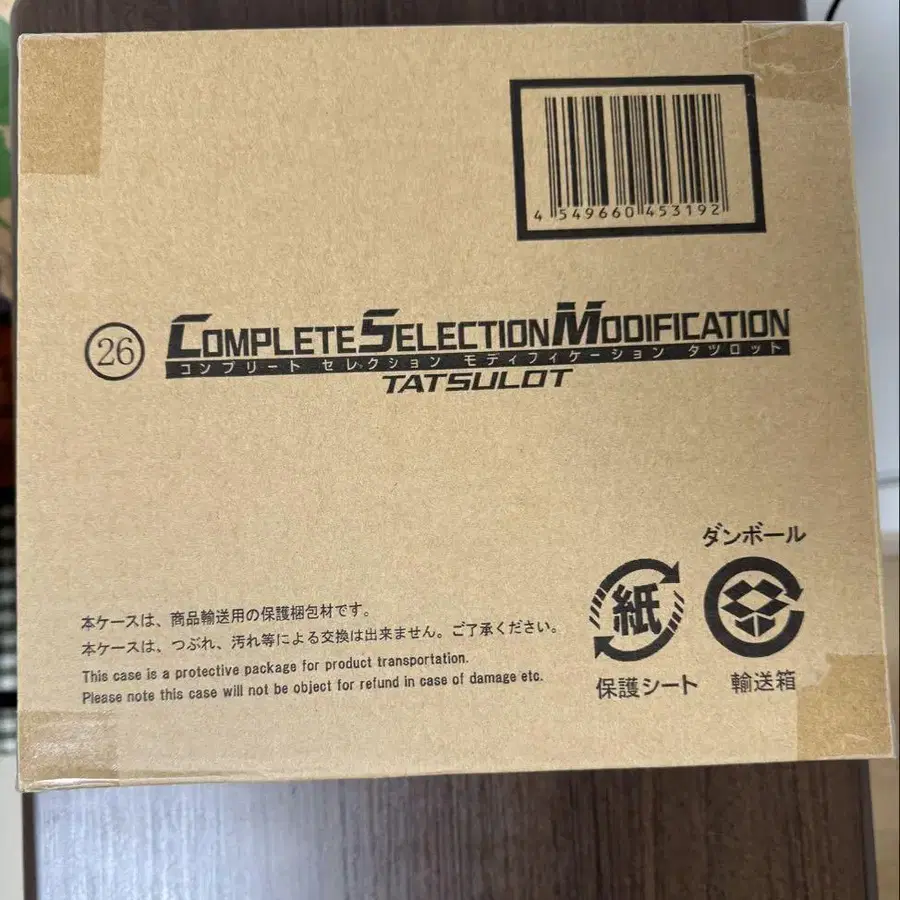 4 549660 453192
26 COMPLETE SELECTION MODIFICATION
コンプリート セレクション モディフィケーション タツロット
TATSULOT
ダンボール
紙
保護シート 輸送箱
本ケースは、商品輸送用の保護梱包材です。
本ケースは、つぶれ、汚れ等による交換は出来ません。ご了承ください。
This case is a protective package for product transportation.
Please note this case will not be object for refund in case of damage etc.